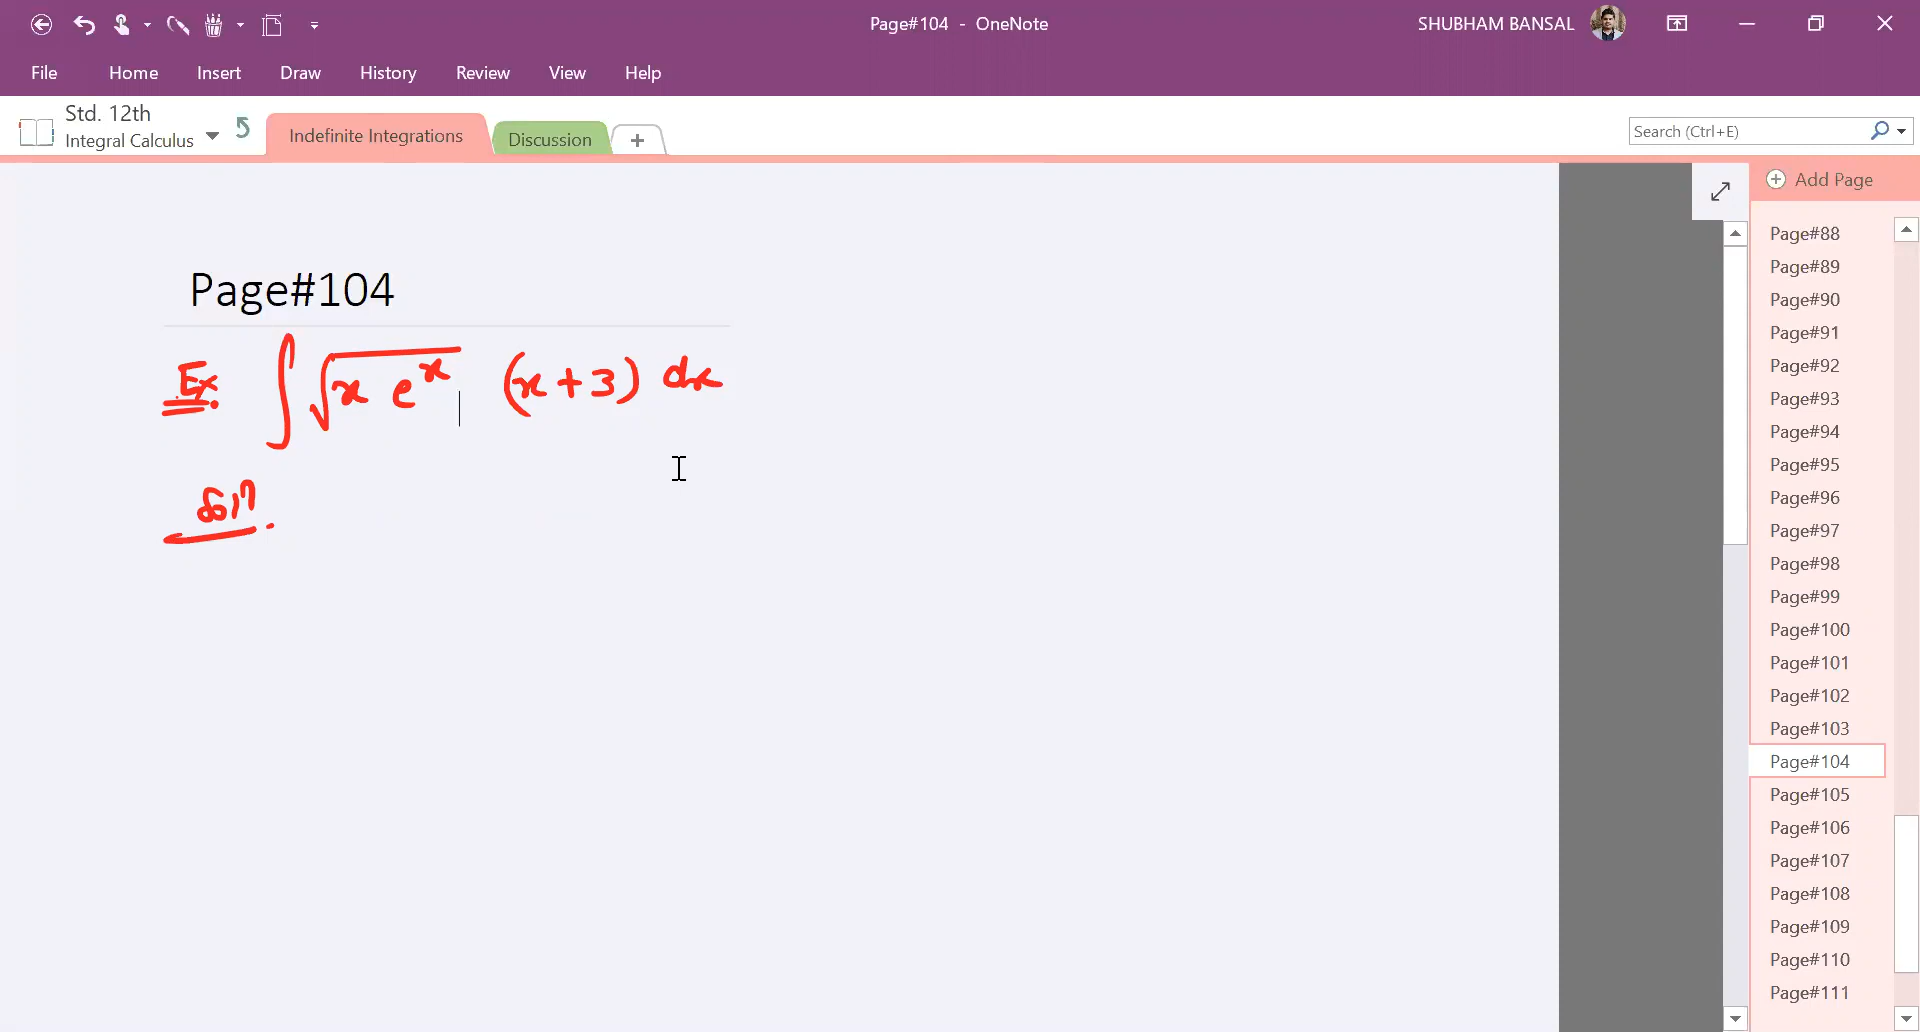 Page#104 - OneNote
SHUBHAM BANSAL
File Home Insert Draw History Review View Help
Std. 12th
Integral Calculus
Indefinite Integrations
Discussion
+
Search (Ctrl+E)
Add Page
Page#104
Ex. ∫ √(x e^x) (x+3) dx
Solⁿ.
Page#88
Page#89
Page#90
Page#91
Page#92
Page#93
Page#94
Page#95
Page#96
Page#97
Page#98
Page#99
Page#100
Page#101
Page#102
Page#103
Page#104
Page#105
Page#106
Page#107
Page#108
Page#109
Page#110
Page#111